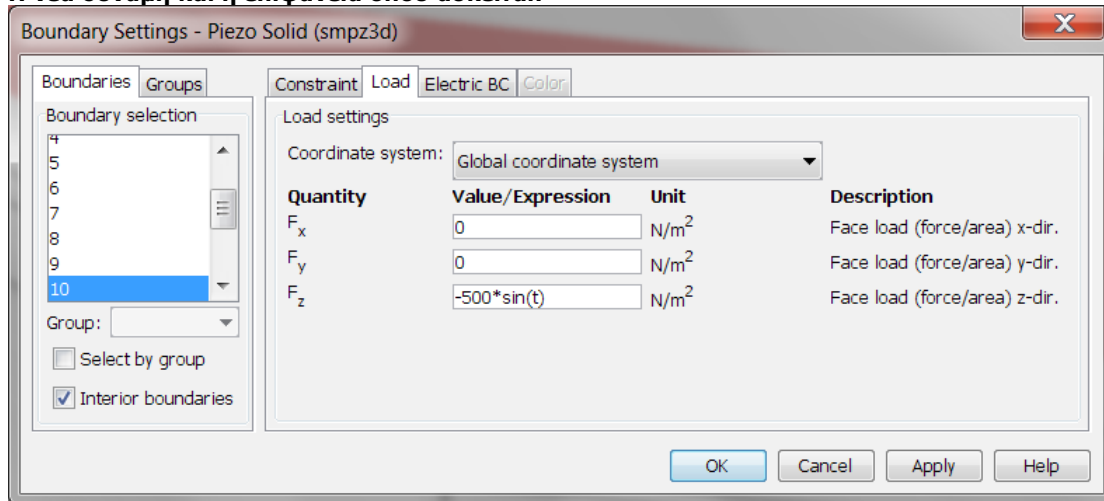 Boundary Settings - Piezo Solid (smpz3d)
Boundaries Groups
Constraint Load Electric BC Color
Boundary selection
4
5
6
7
8
9
10
Group:
Select by group
Interior boundaries
Load settings
Coordinate system: Global coordinate system
Quantity Value/Expression Unit Description
Fx 0 N/m2 Face load (force/area) x-dir.
Fy 0 N/m2 Face load (force/area) y-dir.
Fz -500*sin(t) N/m2 Face load (force/area) z-dir.
OK Cancel Apply Help